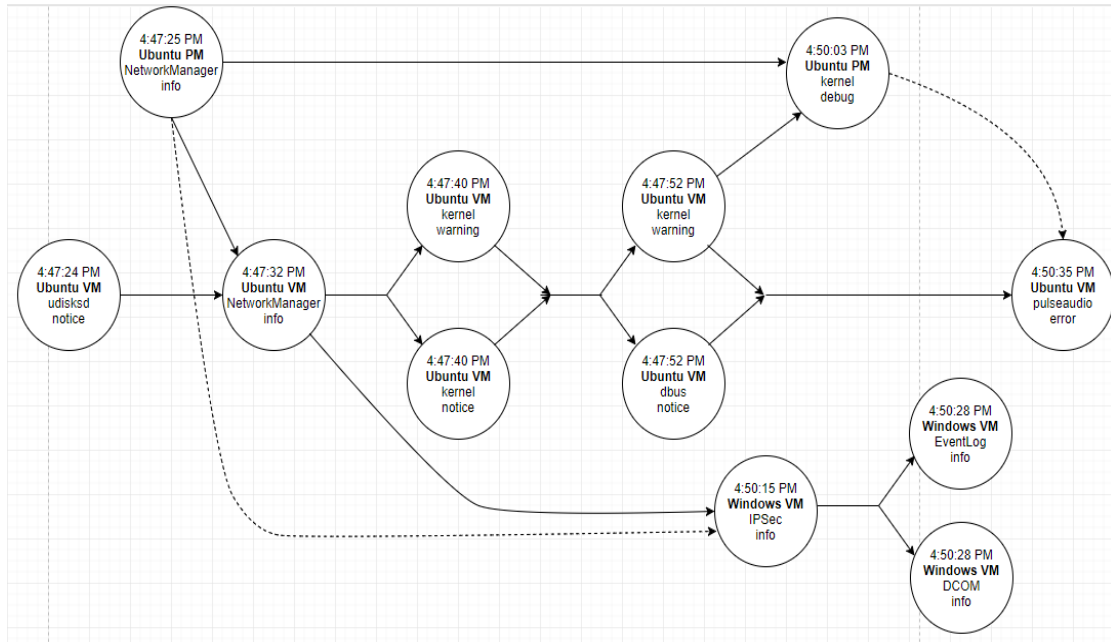 4:47:25 PM
Ubuntu PM
NetworkManager
info
4:50:03 PM
Ubuntu PM
kernel
debug
4:47:40 PM
Ubuntu VM
kernel
warning
4:47:52 PM
Ubuntu VM
kernel
warning
4:47:24 PM
Ubuntu VM
udisksd
notice
4:47:32 PM
Ubuntu VM
NetworkManager
info
4:50:35 PM
Ubuntu VM
pulseaudio
error
4:47:40 PM
Ubuntu VM
kernel
notice
4:47:52 PM
Ubuntu VM
dbus
notice
4:50:28 PM
Windows VM
EventLog
info
4:50:15 PM
Windows VM
IPSec
info
4:50:28 PM
Windows VM
DCOM
info